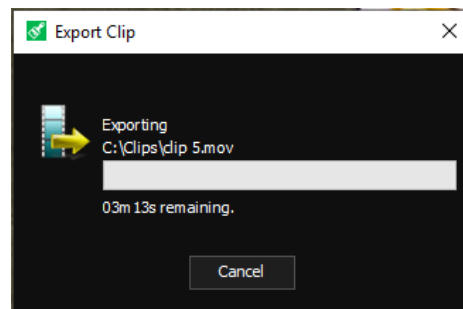 Export Clip
Exporting
C:\Clips\clip 5.mov
03m 13s remaining.
Cancel